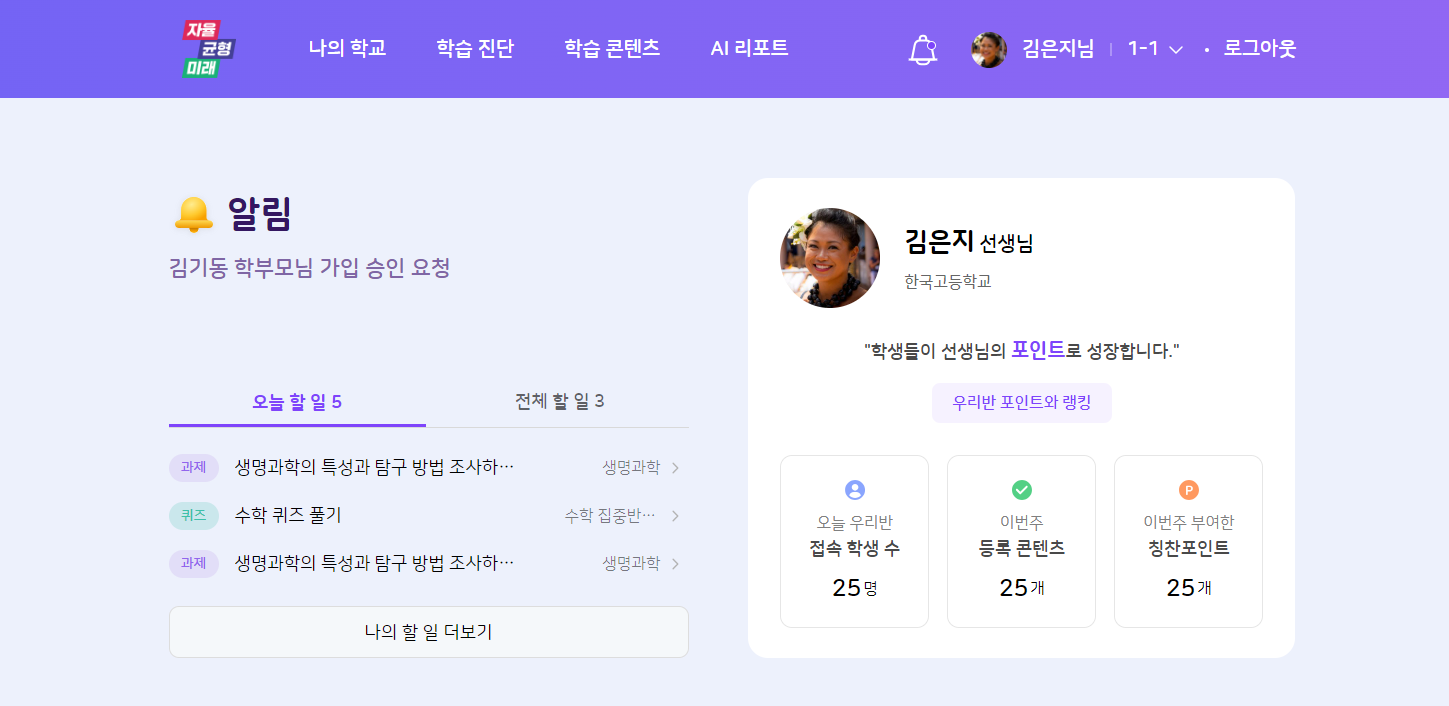 자율
균형
미래
나의 학교
학습 진단
학습 콘텐츠
AI 리포트
김은지님
1-1
로그아웃
알림
김기동 학부모님 가입 승인 요청
오늘 할 일 5
전체 할 일 3
과제 생명과학의 특성과 탐구 방법 조사하⋯ 생명과학
퀴즈 수학 퀴즈 풀기 수학 집중반⋯
과제 생명과학의 특성과 탐구 방법 조사하⋯ 생명과학
나의 할 일 더보기
김은지 선생님
한국고등학교
"학생들이 선생님의 포인트로 성장합니다."
우리반 포인트와 랭킹
오늘 우리반
접속 학생 수
25명
이번주
등록 콘텐츠
25개
P
이번주 부여한
칭찬포인트
25개